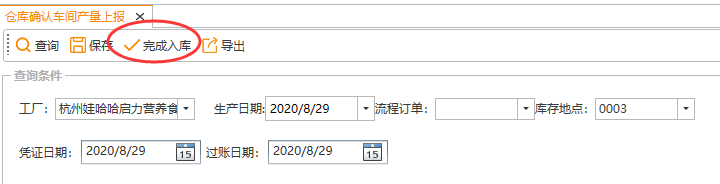 仓库确认车间产量上报 ×
查询 保存 完成入库 导出
查询条件
工厂: 杭州娃哈哈启力营养食 生产日期: 2020/8/29 流程订单: 库存地点: 0003
凭证日期: 2020/8/29 15 过账日期: 2020/8/29 15